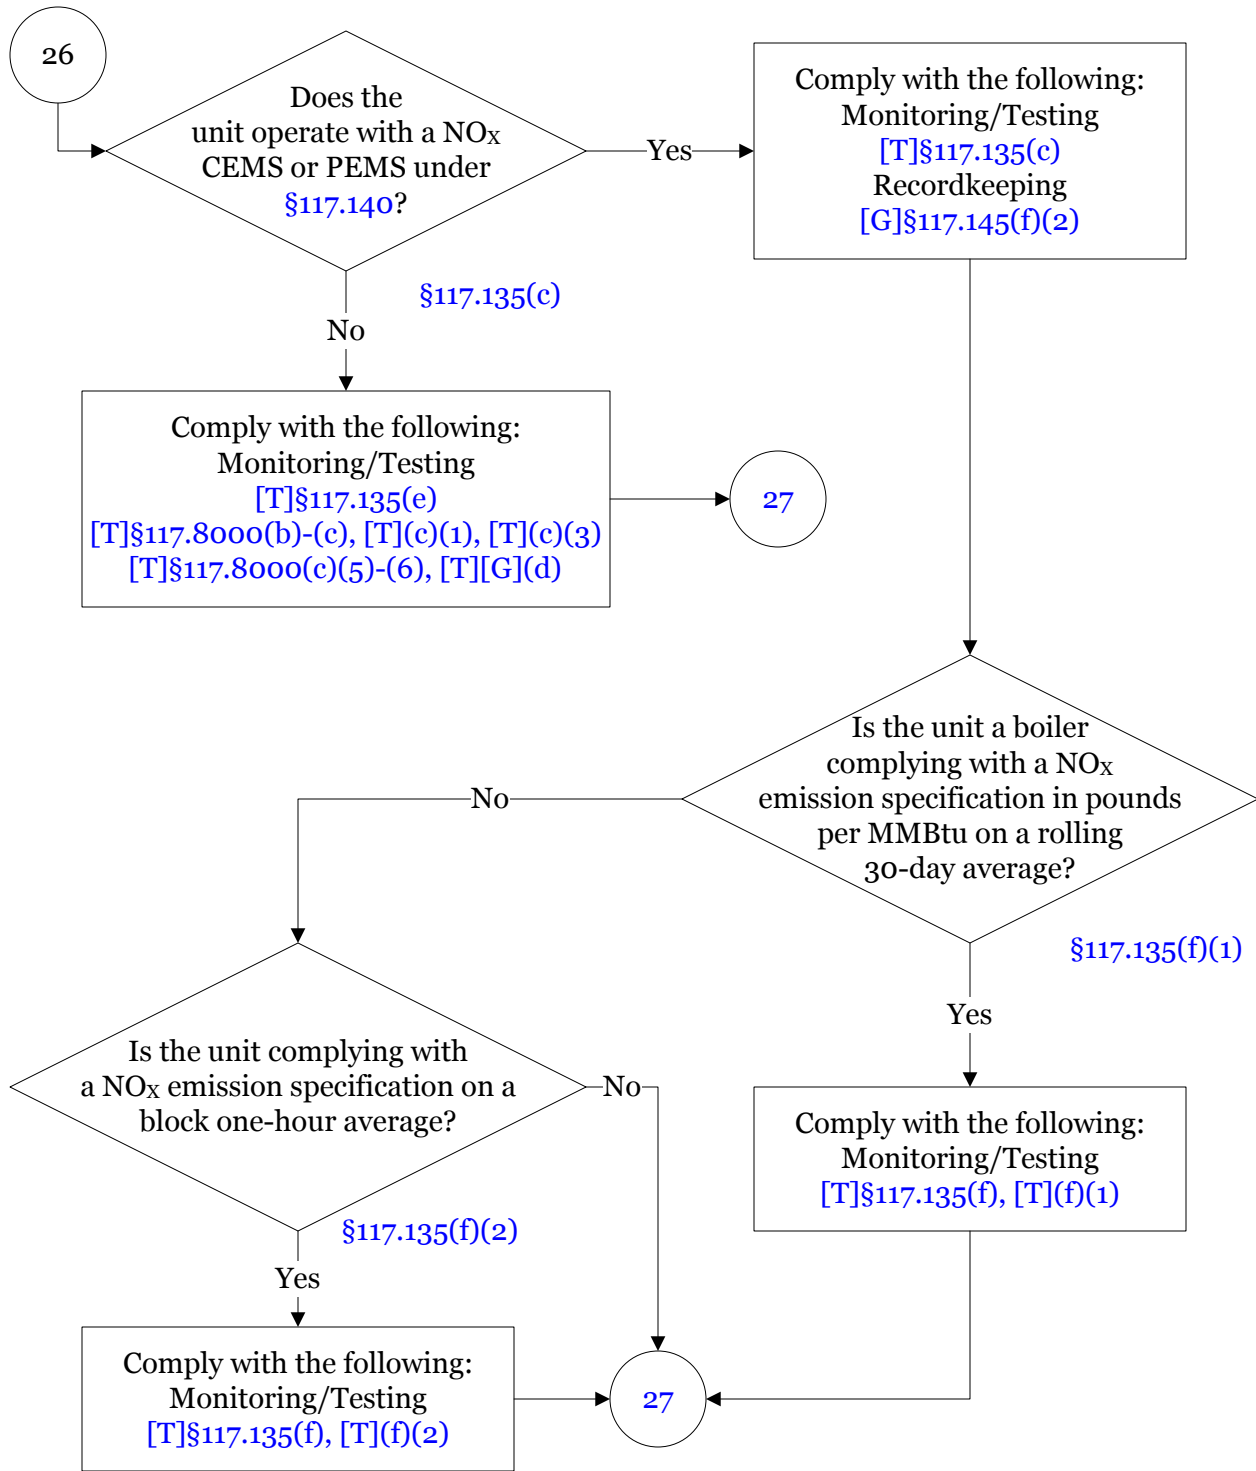 26
Does the
unit operate with a NOX
CEMS or PEMS under
§117.140?
Yes
Comply with the following:
Monitoring/Testing
[T]§117.135(c)
Recordkeeping
[G]§117.145(f)(2)
§117.135(c)
No
Comply with the following:
Monitoring/Testing
[T]§117.135(e)
[T]§117.8000(b)-(c), [T](c)(1), [T](c)(3)
[T]§117.8000(c)(5)-(6), [T][G](d)
27
Is the unit a boiler
complying with a NOX
emission specification in pounds
per MMBtu on a rolling
30-day average?
No
§117.135(f)(1)
Yes
Is the unit complying with
a NOX emission specification on a
block one-hour average?
No
§117.135(f)(2)
Yes
Comply with the following:
Monitoring/Testing
[T]§117.135(f), [T](f)(1)
Comply with the following:
Monitoring/Testing
[T]§117.135(f), [T](f)(2)
27